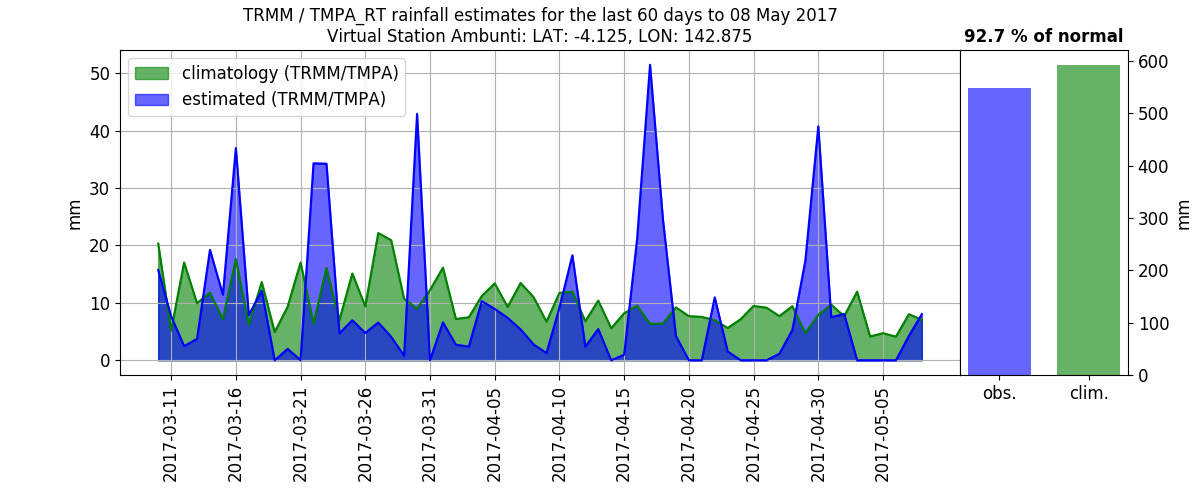 TRMM / TMPA_RT rainfall estimates for the last 60 days to 08 May 2017
Virtual Station Ambunti: LAT: -4.125, LON: 142.875
92.7 % of normal
climatology (TRMM/TMPA)
estimated (TRMM/TMPA)
mm
50
40
30
20
10
0
2017-03-11
2017-03-16
2017-03-21
2017-03-26
2017-03-31
2017-04-05
2017-04-10
2017-04-15
2017-04-20
2017-04-25
2017-04-30
2017-05-05
600
500
400
300
200
100
0
mm
obs.
clim.